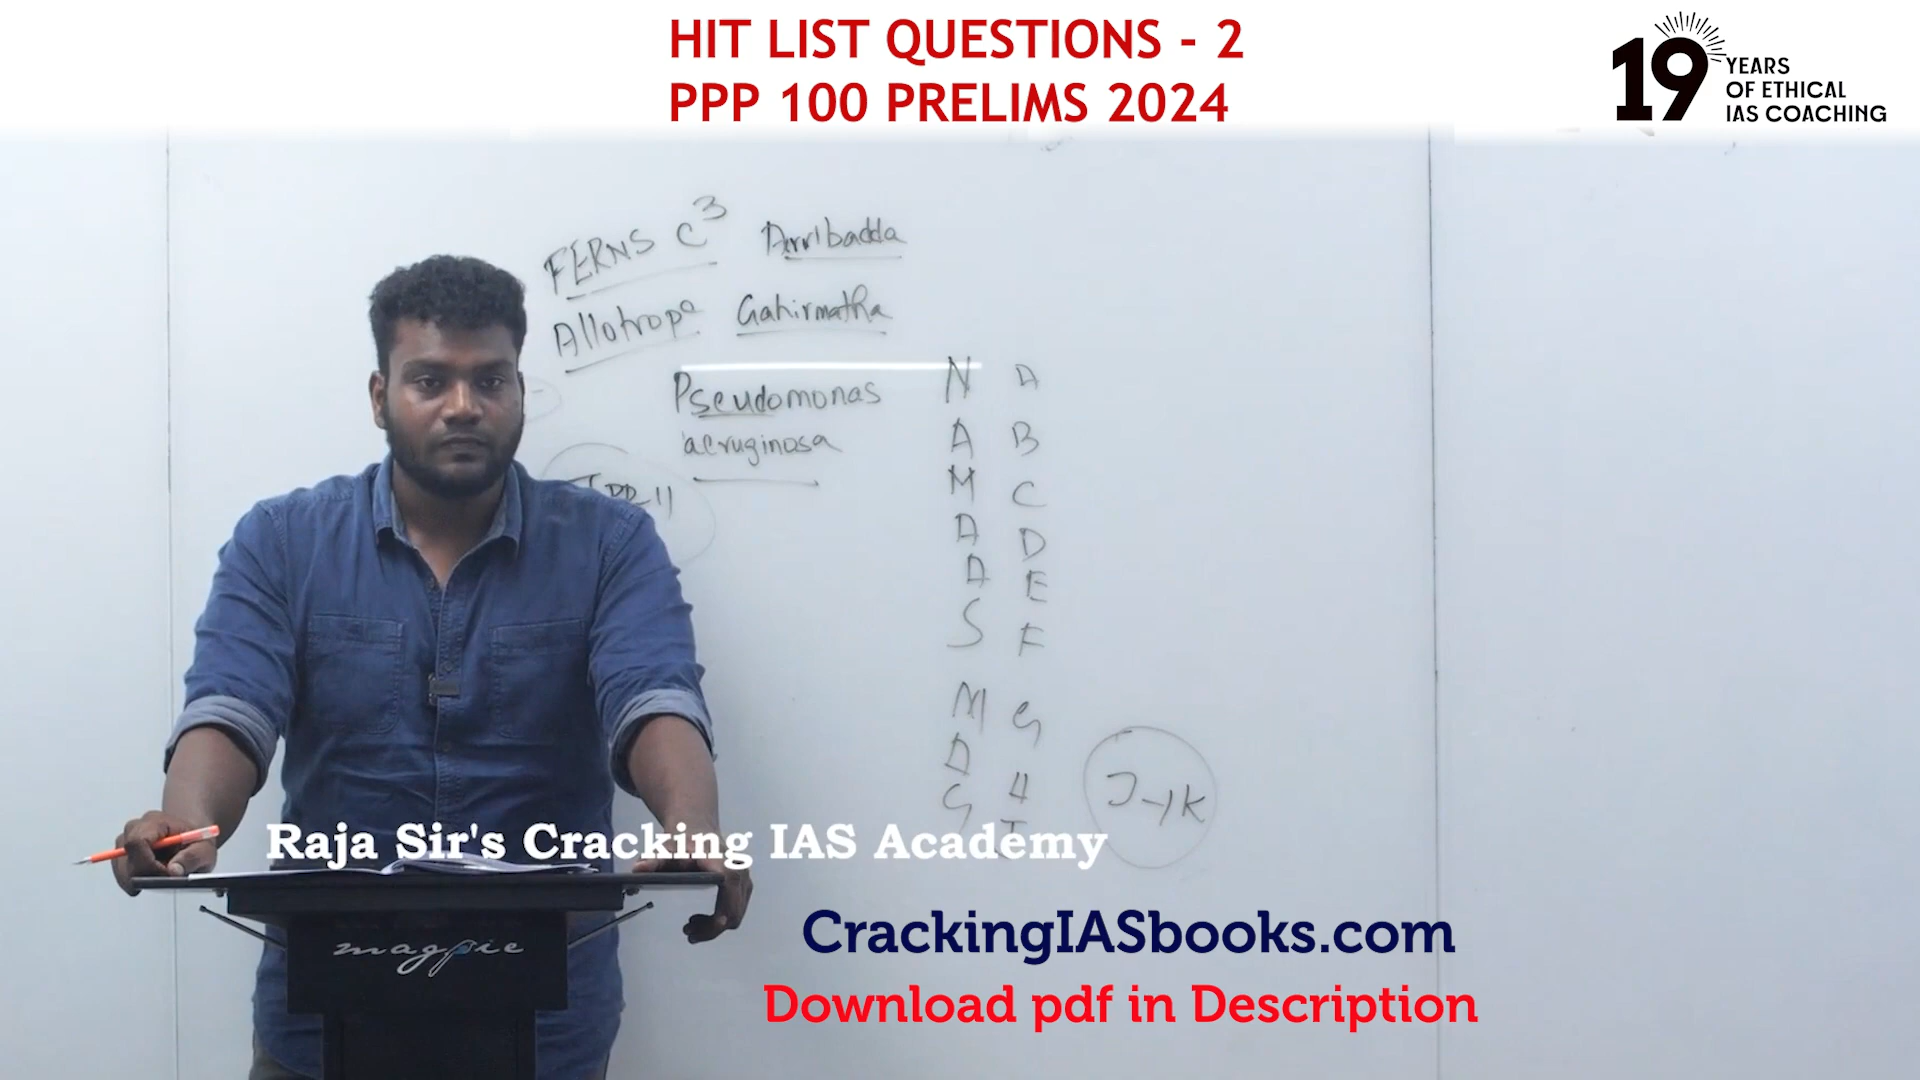 HIT LIST QUESTIONS - 2
PPP 100 PRELIMS 2024
19 YEARS
OF ETHICAL
IAS COACHING
FERNS C³ Arribadda
Allotrope Gahirmatha
Pseudomonas
aeruginosa
N A
A B
M C
A D
A E
S F
M G
A
G
J-1K
Raja Sir's Cracking IAS Academy
magpie
CrackingIASbooks.com
Download pdf in Description